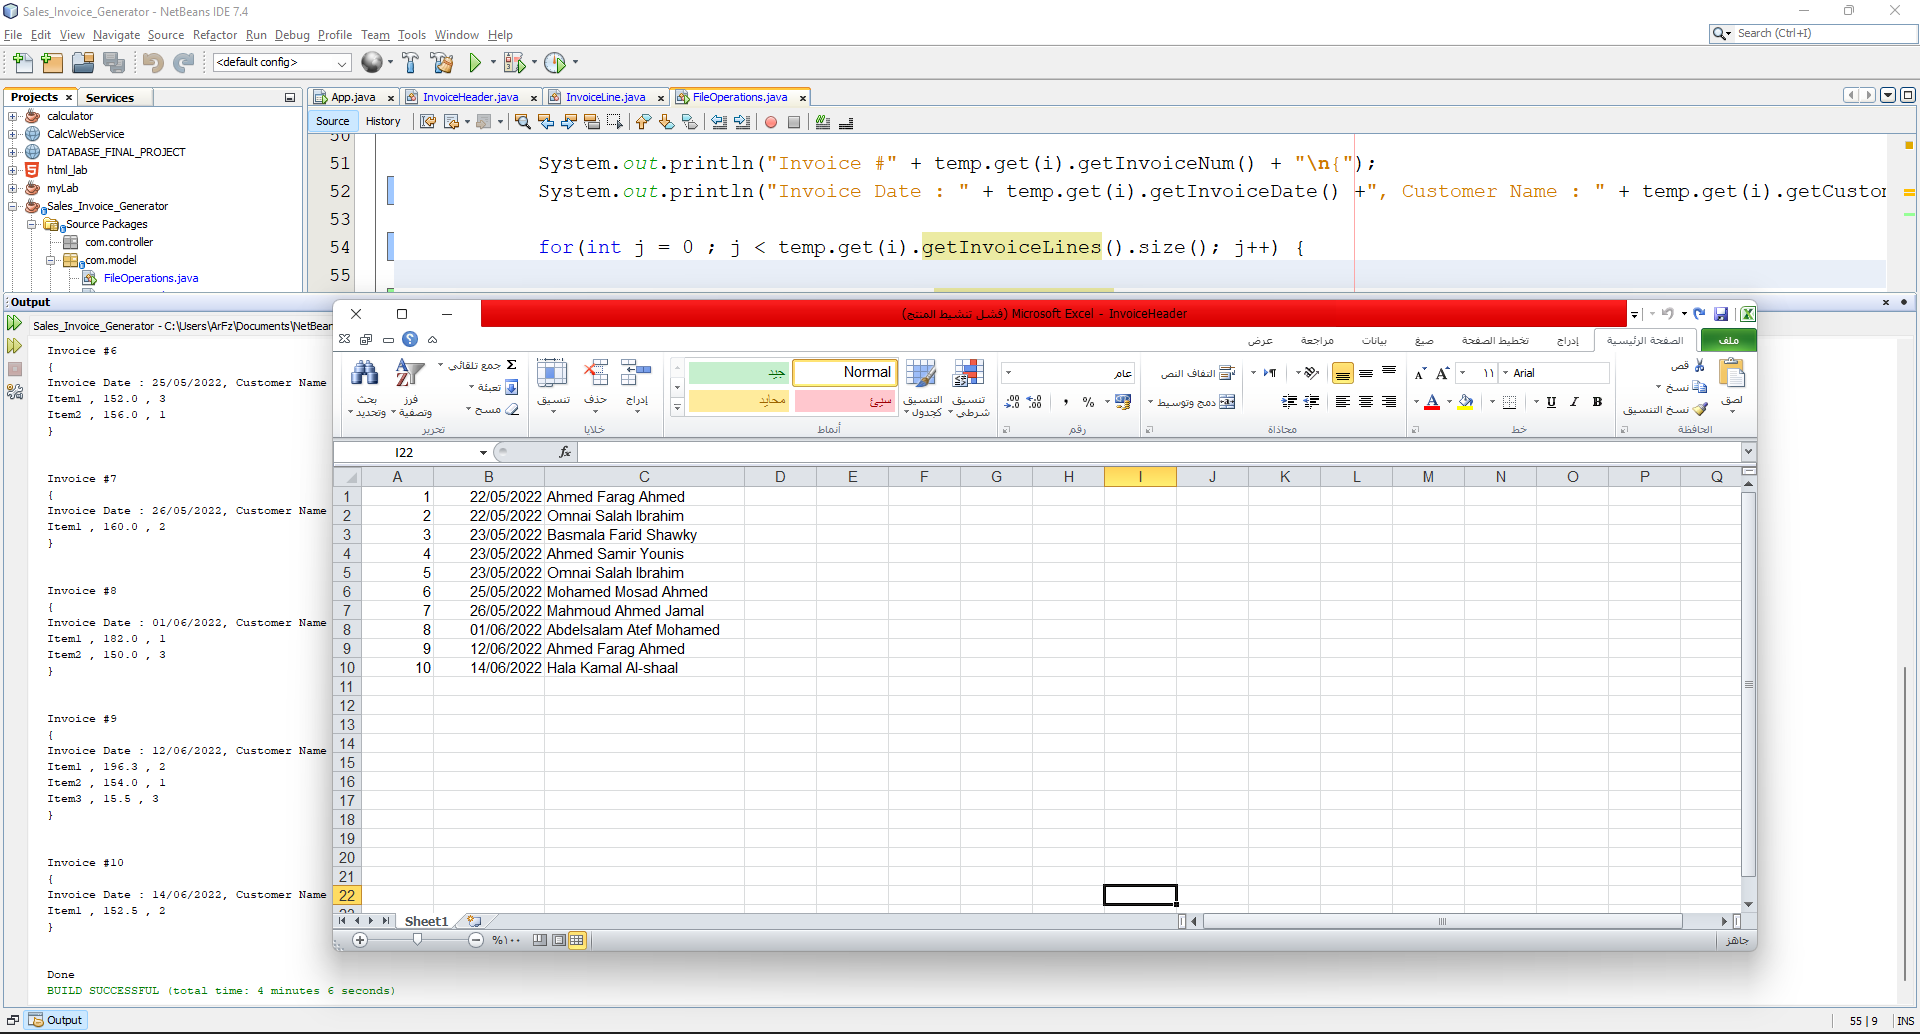 Sales_Invoice_Generator - NetBeans IDE 7.4
File Edit View Navigate Source Refactor Run Debug Profile Team Tools Window Help
Search (Ctrl+I)
<default config>
Projects Services
App.java InvoiceHeader.java InvoiceLine.java FileOperations.java
Source History
calculator
CalcWebService
DATABASE_FINAL_PROJECT
html_lab
myLab
Sales_Invoice_Generator
Source Packages
com.controller
com.model
FileOperations.java
50
51 System.out.println("Invoice #" + temp.get(i).getInvoiceNum() + "\n{");
52 System.out.println("Invoice Date : " + temp.get(i).getInvoiceDate() +", Customer Name : " + temp.get(i).getCuston
53
54 for(int j = 0 ; j < temp.get(i).getInvoiceLines().size(); j++) {
55
Output
Sales_Invoice_Generator - C:\Users\ArFz\Documents\NetBean
Invoice #6
{
Invoice Date : 25/05/2022, Customer Name
Item1 , 152.0 , 3
Item2 , 156.0 , 1
}
Invoice #7
{
Invoice Date : 26/05/2022, Customer Name
Item1 , 160.0 , 2
}
Invoice #8
{
Invoice Date : 01/06/2022, Customer Name
Item1 , 182.0 , 1
Item2 , 150.0 , 3
}
Invoice #9
{
Invoice Date : 12/06/2022, Customer Name
Item1 , 196.3 , 2
Item2 , 154.0 , 1
Item3 , 15.5 , 3
}
Invoice #10
{
Invoice Date : 14/06/2022, Customer Name
Item1 , 152.5 , 2
}
Done
BUILD SUCCESSFUL (total time: 4 minutes 6 seconds)
Output
55 | 9 INS
Microsoft Excel - InvoiceHeader (فشل تنشيط المنتج)
ملف الصفحة الرئيسية إدراج تخطيط الصفحة صيغ بيانات مراجعة عرض
لصق
قص
نسخ
نسخ التنسيق
الحافظة
Arial ١١
B I U
خط
التفاف النص
دمج وتوسيط
محاذاة
عام
%
رقم
تنسيق شرطي
التنسيق كجدول
Normal جيد
سيئ محايد
أنماط
إدراج حذف تنسيق
خلايا
Σ جمع تلقائي
تعبئة
مسح
فرز وتصفية
بحث وتحديد
تحرير
I22 fx
A B C D E F G H I J K L M N O P Q
1 1 22/05/2022 Ahmed Farag Ahmed
2 2 22/05/2022 Omnai Salah Ibrahim
3 3 23/05/2022 Basmala Farid Shawky
4 4 23/05/2022 Ahmed Samir Younis
5 5 23/05/2022 Omnai Salah Ibrahim
6 6 25/05/2022 Mohamed Mosad Ahmed
7 7 26/05/2022 Mahmoud Ahmed Jamal
8 8 01/06/2022 Abdelsalam Atef Mohamed
9 9 12/06/2022 Ahmed Farag Ahmed
10 10 14/06/2022 Hala Kamal Al-shaal
11
12
13
14
15
16
17
18
19
20
21
22
23
Sheet1
%١٠٠
جاهز